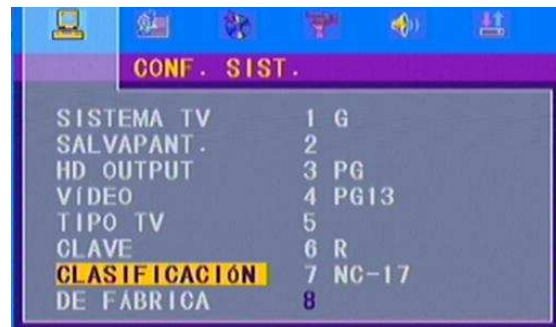 CONF. SIST.
SISTEMA TV 1 G
SALVAPANT. 2
HD OUTPUT 3 PG
VÍDEO 4 PG13
TIPO TV 5
CLAVE 6 R
CLASIFICACIÓN 7 NC-17
DE FÁBRICA 8